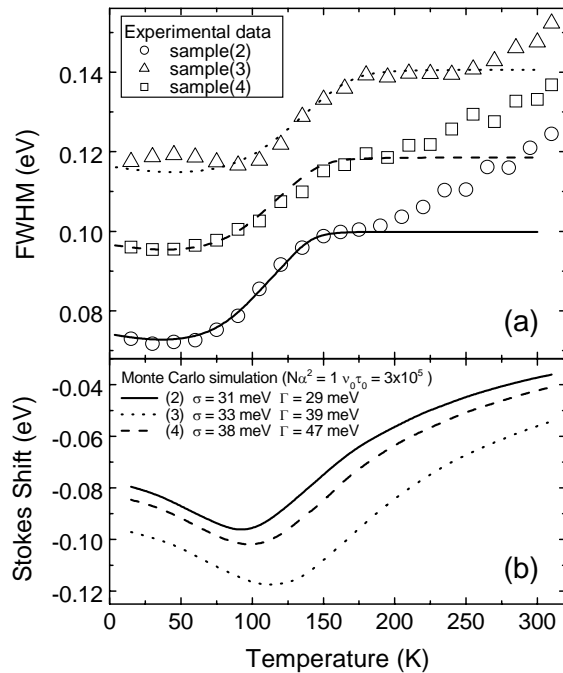 Experimental data
sample(2)
sample(3)
sample(4)
FWHM (eV)
0.14
0.12
0.10
0.08
(a)
Monte Carlo simulation (Nα² = 1 ν₀τ₀ = 3x10⁵ )
(2) σ = 31 meV Γ = 29 meV
(3) σ = 33 meV Γ = 39 meV
(4) σ = 38 meV Γ = 47 meV
Stokes Shift (eV)
-0.04
-0.06
-0.08
-0.10
-0.12
(b)
0 50 100 150 200 250 300
Temperature (K)